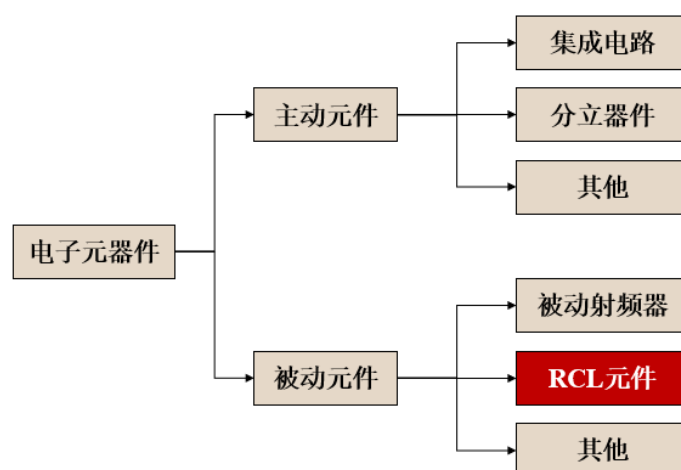 集成电路
主动元件
分立器件
其他
电子元器件
被动射频器
被动元件
RCL元件
其他